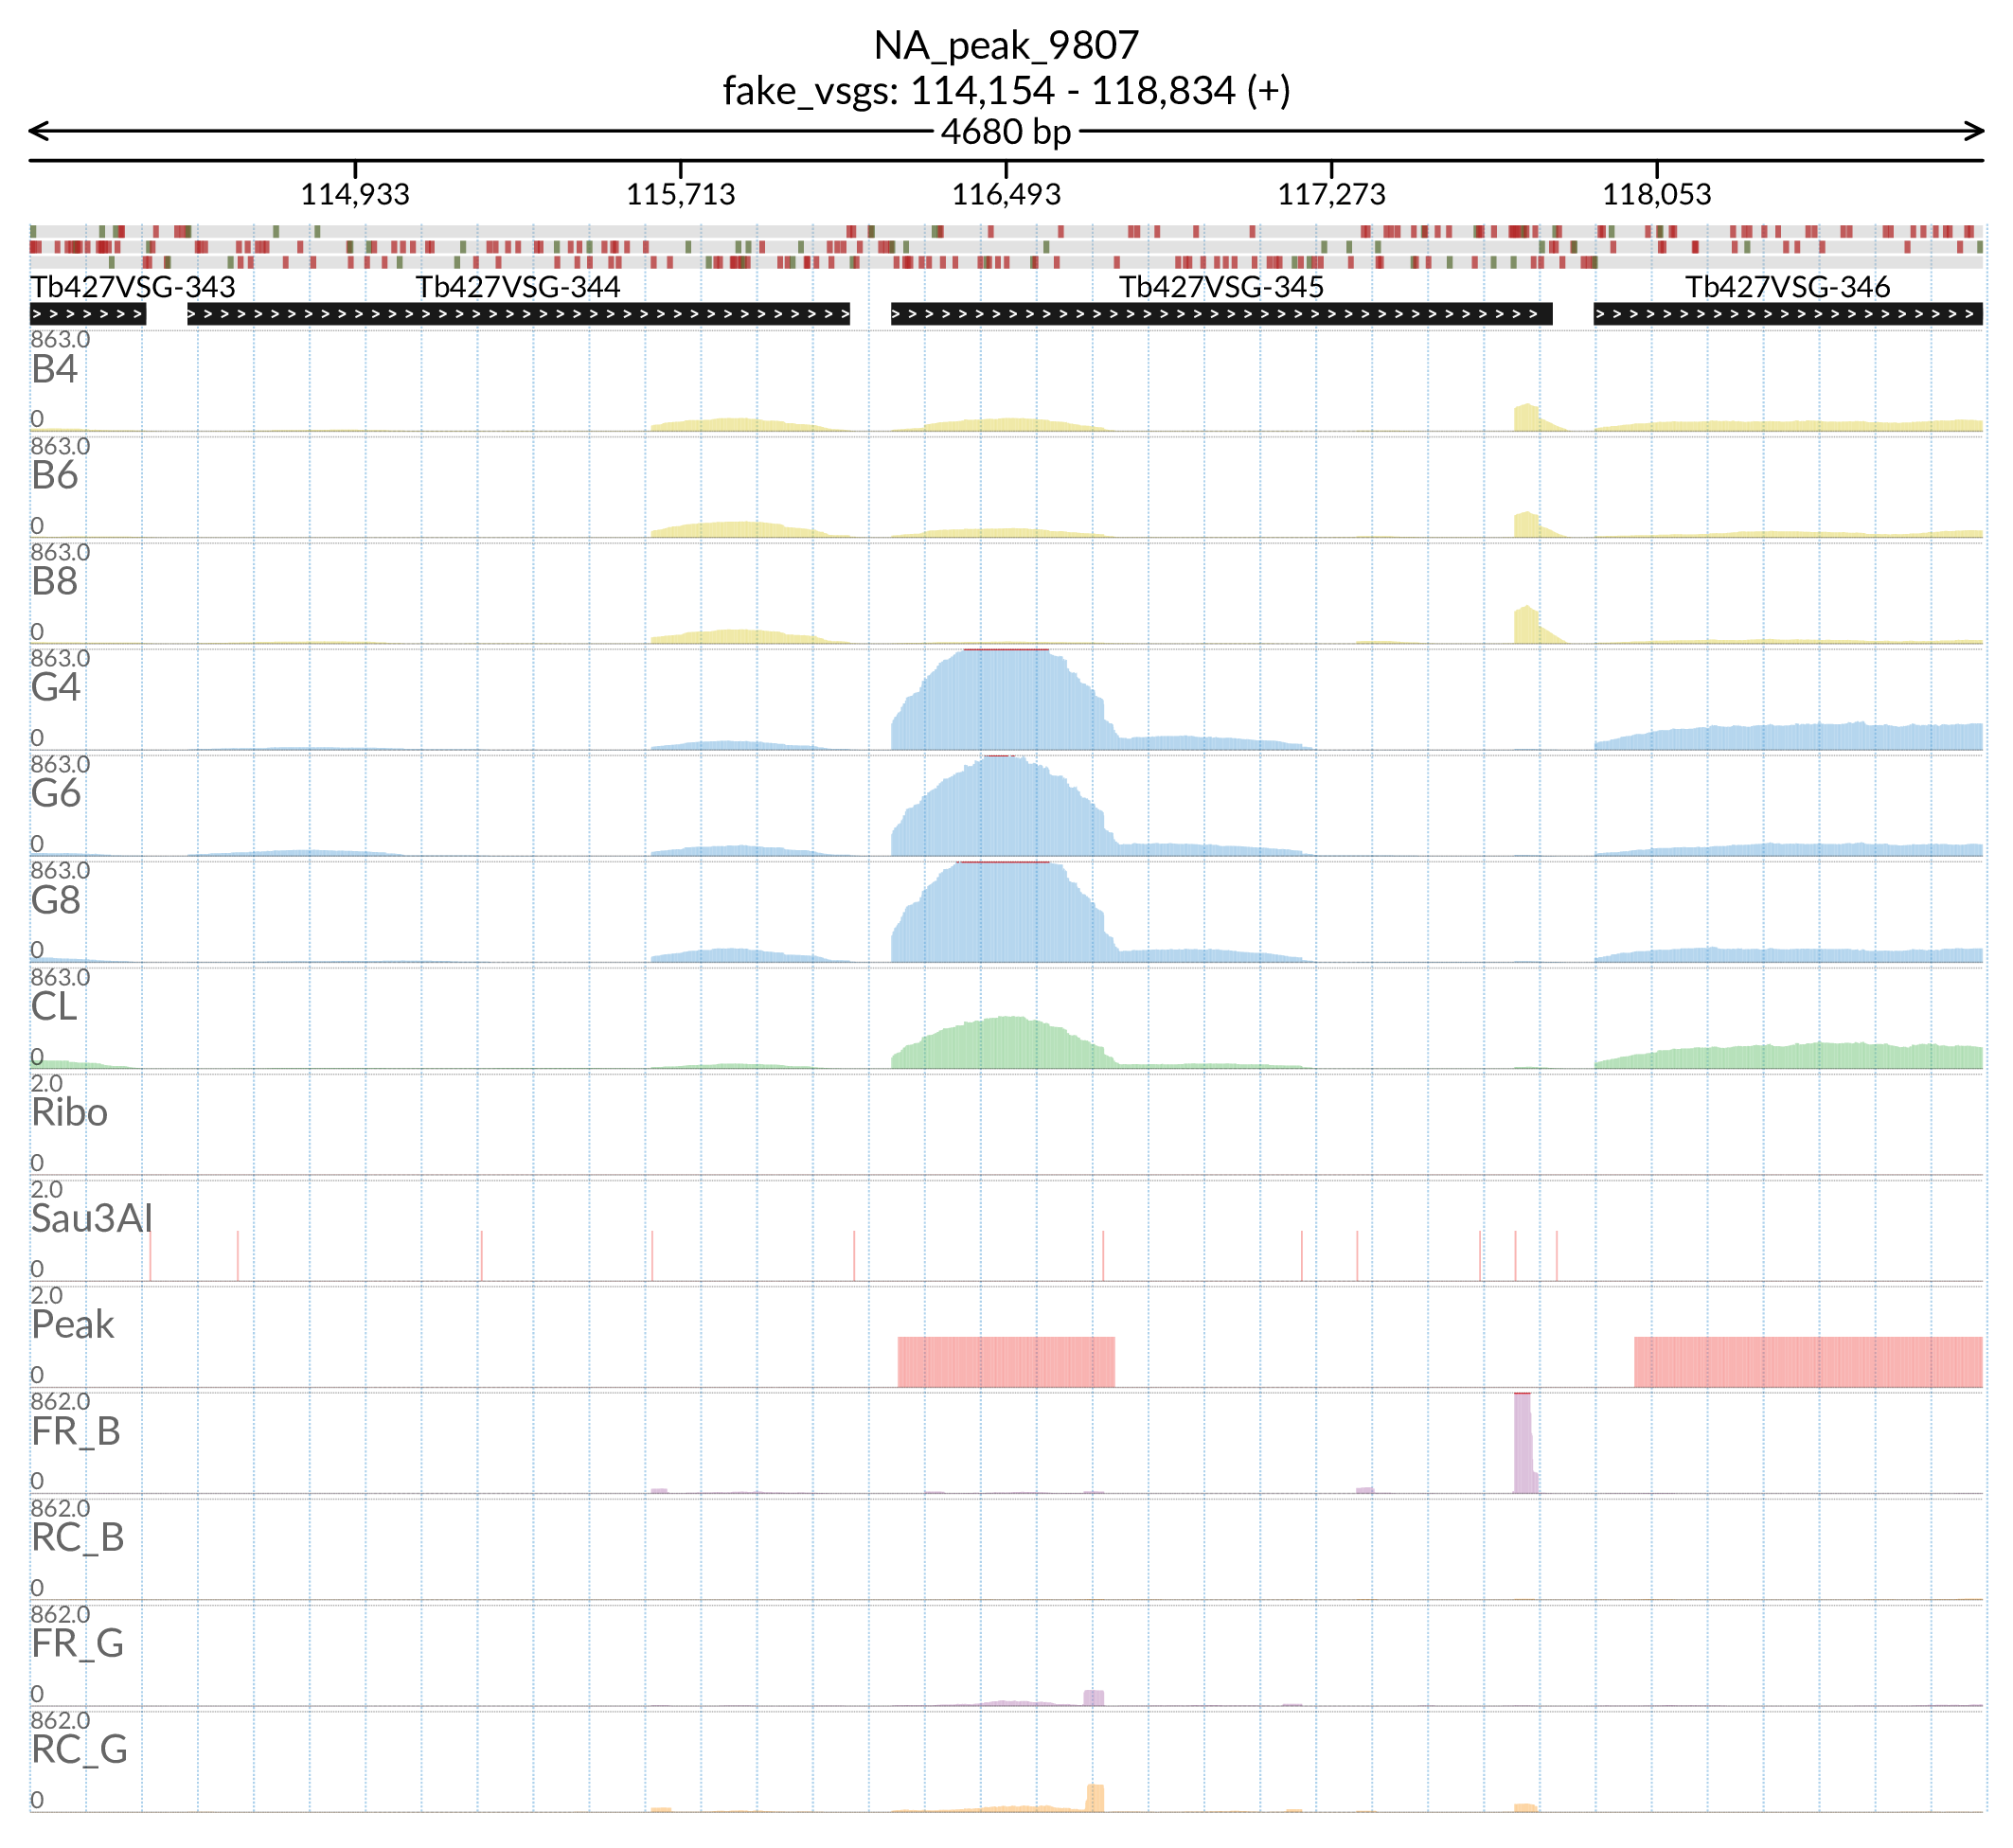 NA_peak_9807
fake_vsgs: 114,154 - 118,834 (+)
4680 bp
114,933 115,713 116,493 117,273 118,053
Tb427VSG-343 Tb427VSG-344 Tb427VSG-345 Tb427VSG-346
863.0
B4
0
863.0
B6
0
863.0
B8
0
863.0
G4
0
863.0
G6
0
863.0
G8
0
863.0
CL
0
2.0
Ribo
0
2.0
Sau3AI
0
2.0
Peak
0
862.0
FR_B
0
862.0
RC_B
0
862.0
FR_G
0
862.0
RC_G
0